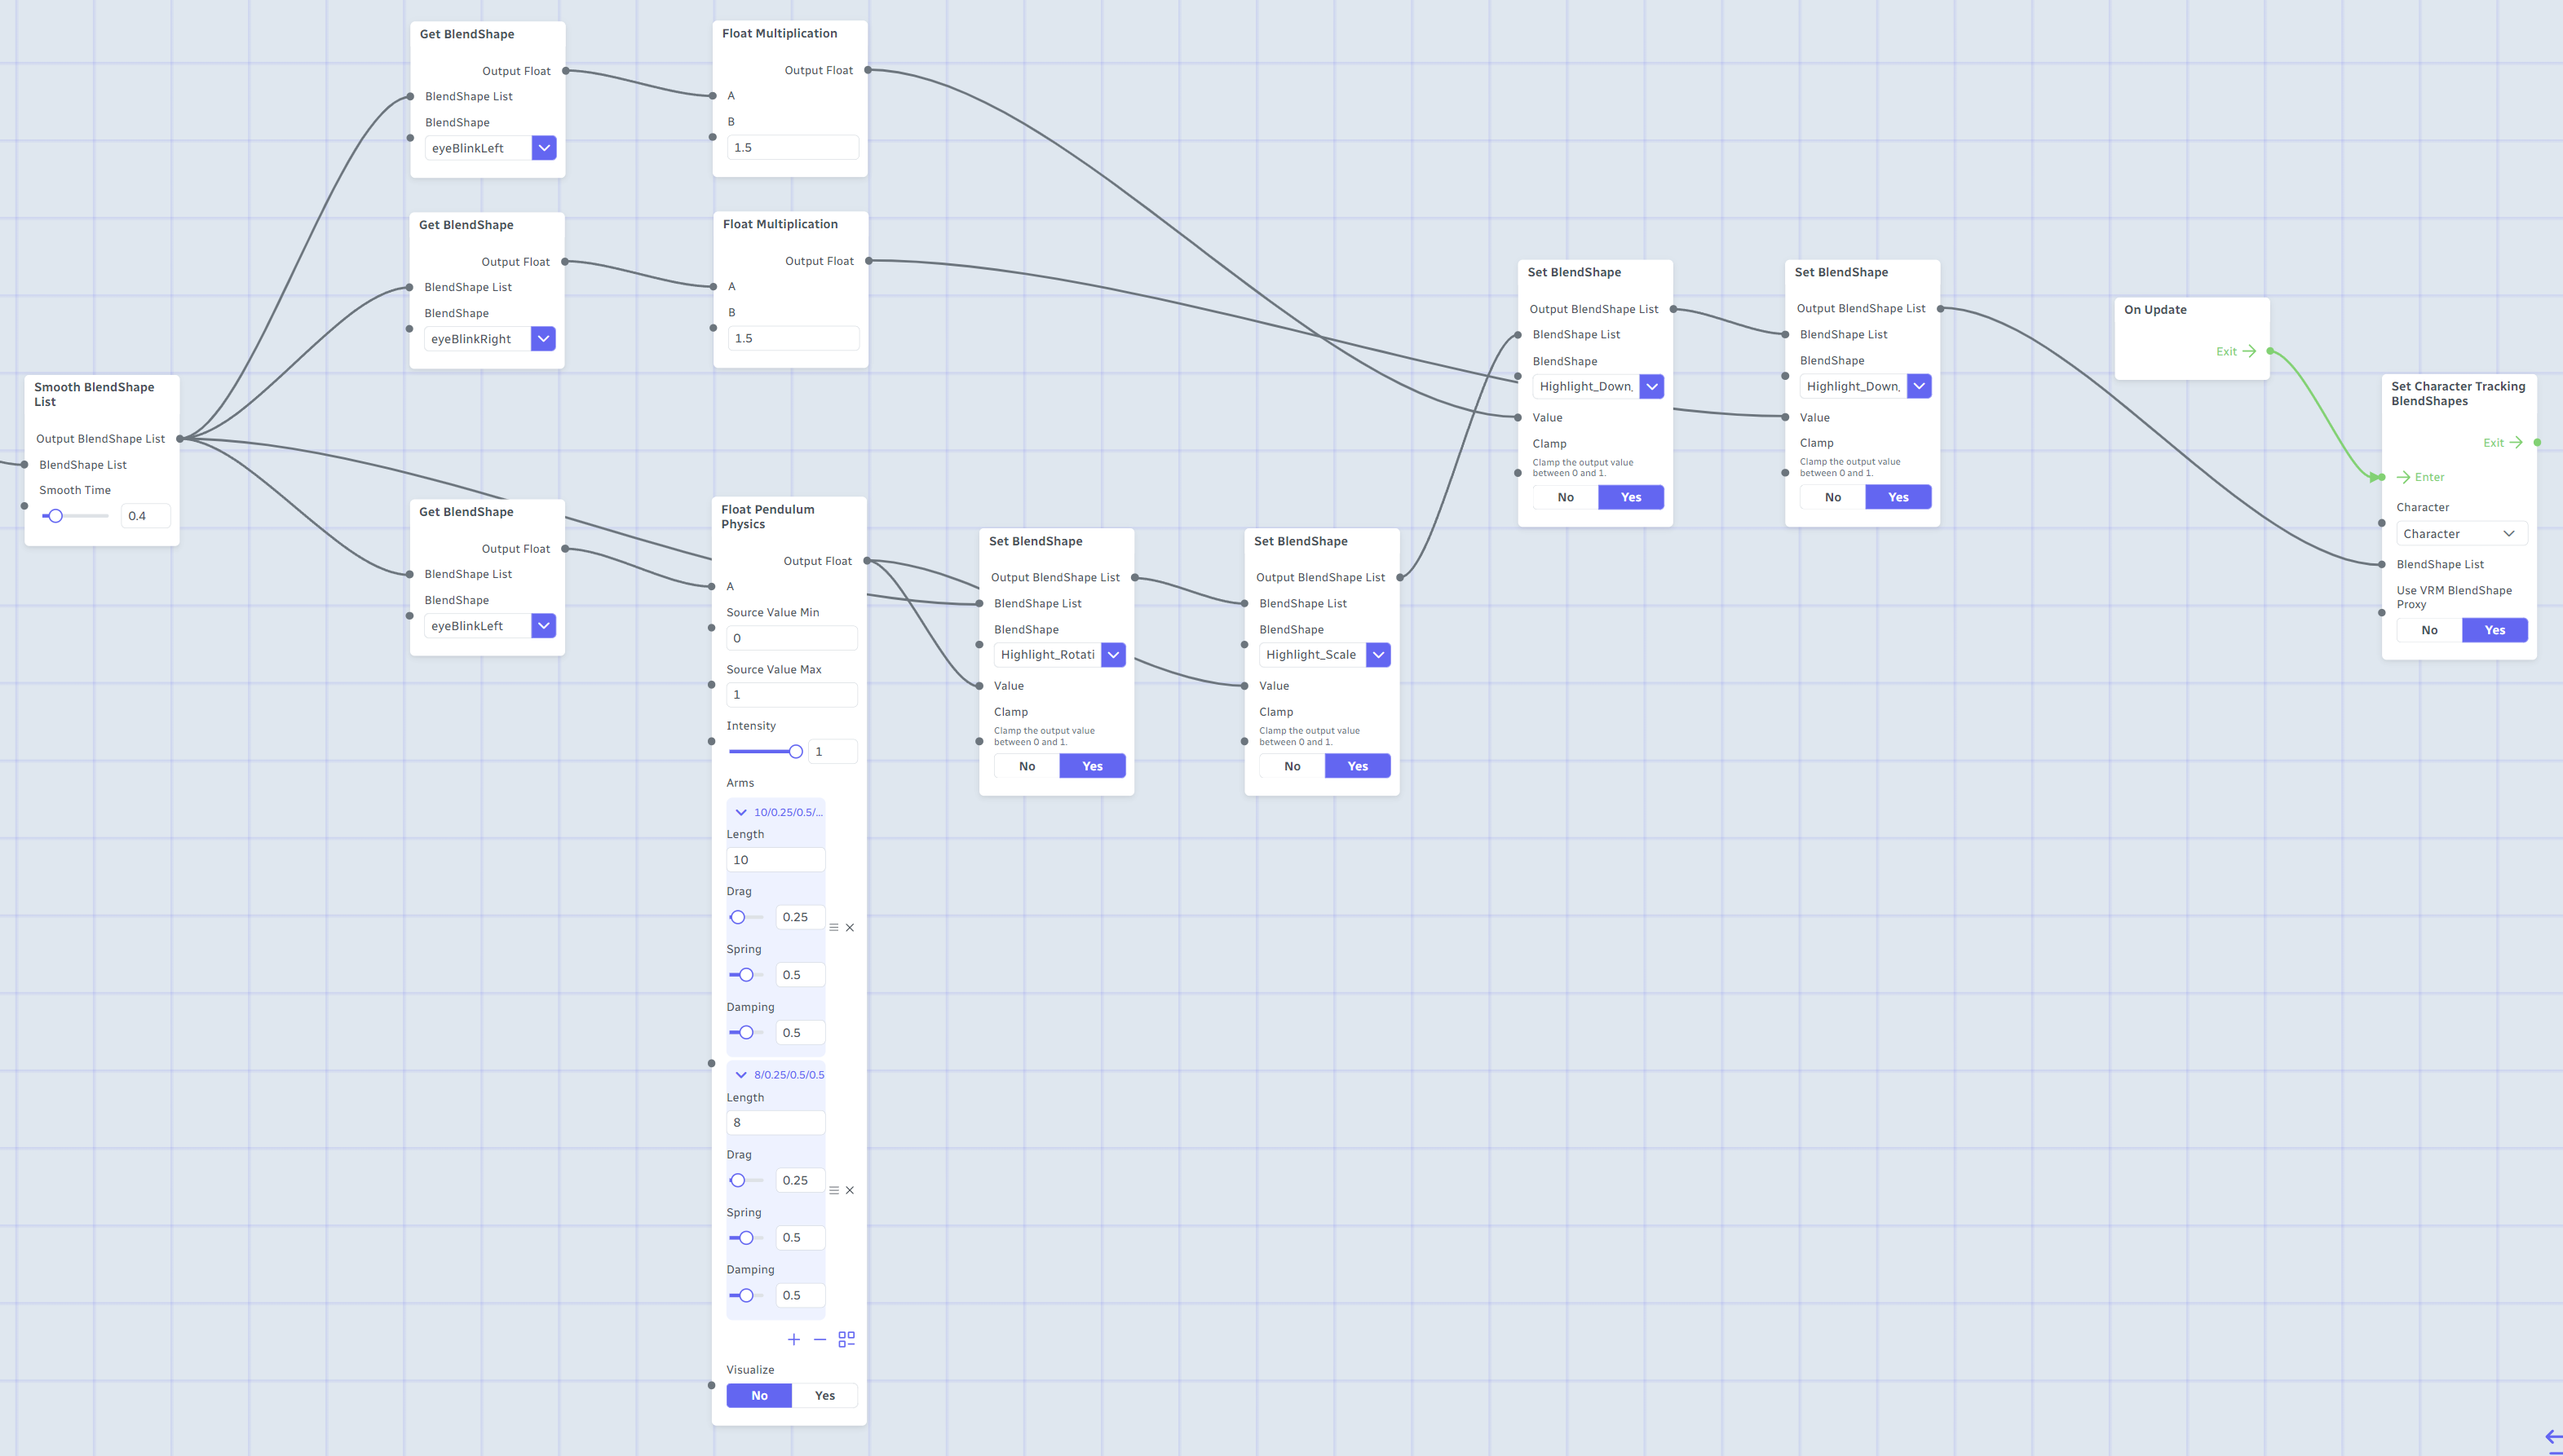 Get BlendShape
Output Float
BlendShape List
BlendShape
eyeBlinkLeft
Float Multiplication
Output Float
A
B
1.5
Get BlendShape
Output Float
BlendShape List
BlendShape
eyeBlinkRight
Float Multiplication
Output Float
A
B
1.5
Smooth BlendShape
List
Output BlendShape List
BlendShape List
Smooth Time
0.4
Get BlendShape
Output Float
BlendShape List
BlendShape
eyeBlinkLeft
Float Pendulum
Physics
Output Float
A
Source Value Min
0
Source Value Max
1
Intensity
1
Arms
10/0.25/0.5/...
Length
10
Drag
0.25
Spring
0.5
Damping
0.5
8/0.25/0.5/0.5
Length
8
Drag
0.25
Spring
0.5
Damping
0.5
Visualize
No Yes
Set BlendShape
Output BlendShape List
BlendShape List
BlendShape
Highlight_Rotati
Value
Clamp
Clamp the output value
between 0 and 1.
No Yes
Set BlendShape
Output BlendShape List
BlendShape List
BlendShape
Highlight_Scale
Value
Clamp
Clamp the output value
between 0 and 1.
No Yes
Set BlendShape
Output BlendShape List
BlendShape List
BlendShape
Highlight_Down.
Value
Clamp
Clamp the output value
between 0 and 1.
No Yes
Set BlendShape
Output BlendShape List
BlendShape List
BlendShape
Highlight_Down.
Value
Clamp
Clamp the output value
between 0 and 1.
No Yes
On Update
Exit
Set Character Tracking
BlendShapes
Exit
Enter
Character
Character
BlendShape List
Use VRM BlendShape
Proxy
No Yes